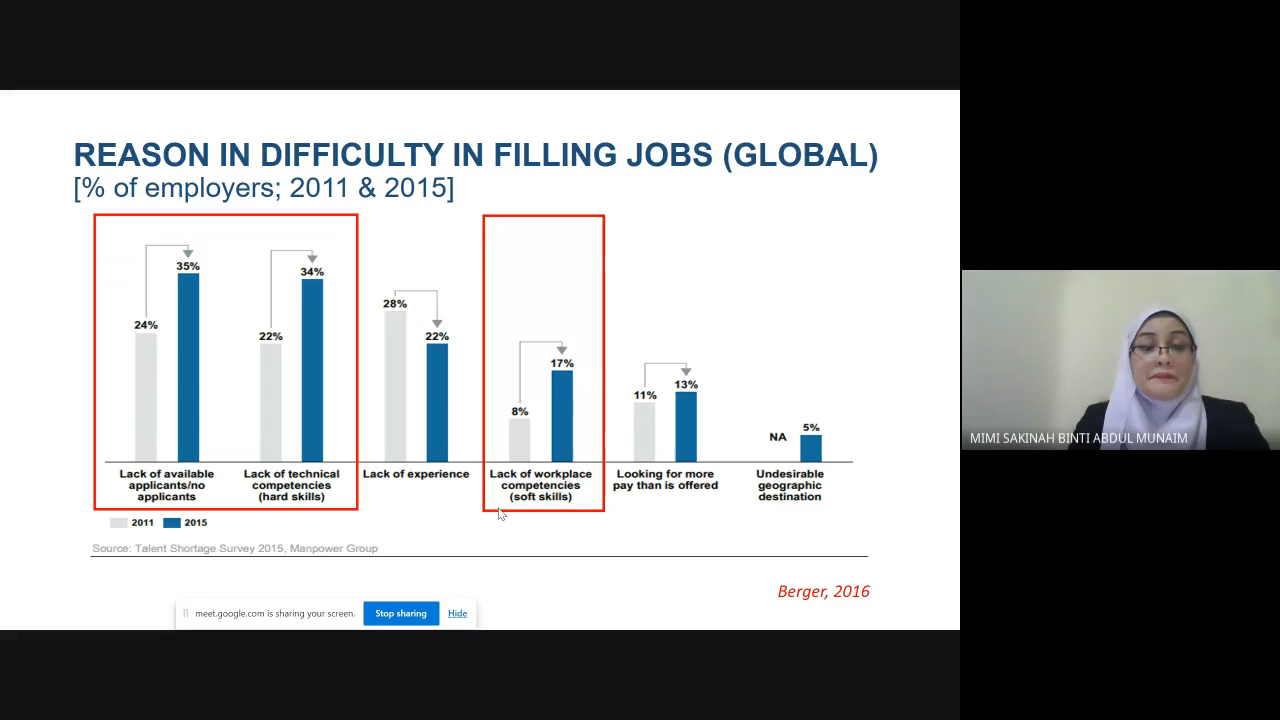 REASON IN DIFFICULTY IN FILLING JOBS (GLOBAL)
[% of employers; 2011 & 2015]
24%
35%
22%
34%
28%
22%
8%
17%
11%
13%
NA
5%
Lack of available
applicants/no
applicants
Lack of technical
competencies
(hard skills)
Lack of experience
Lack of workplace
competencies
(soft skills)
Looking for more
pay than is offered
Undesirable
geographic
destination
2011
2015
Source: Talent Shortage Survey 2015, Manpower Group
Berger, 2016
meet.google.com is sharing your screen.
Stop sharing
Hide
MIMI SAKINAH BINTI ABDUL MUNAIM